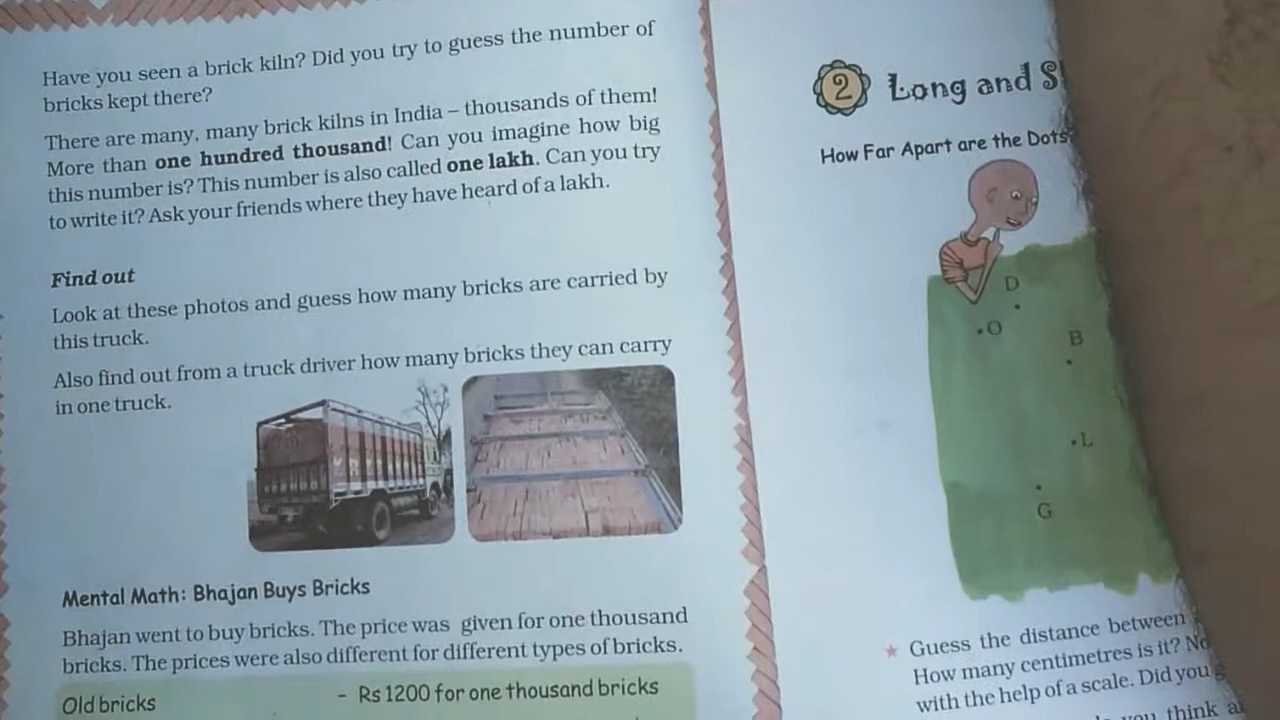 Have you seen a brick kiln? Did you try to guess the number of
bricks kept there?
There are many, many brick kilns in India – thousands of them!
More than one hundred thousand! Can you imagine how big
this number is? This number is also called one lakh. Can you try
to write it? Ask your friends where they have heard of a lakh.
Find out
Look at these photos and guess how many bricks are carried by
this truck.
Also find out from a truck driver how many bricks they can carry
in one truck.
Mental Math: Bhajan Buys Bricks
Bhajan went to buy bricks. The price was given for one thousand
bricks. The prices were also different for different types of bricks.
Old bricks – Rs 1200 for one thousand bricks
2 Long and
How Far Apart are the Dots
D
O
B
L
G
Guess the distance between
How many centimetres is it?
with the help of a scale. Did you
you think